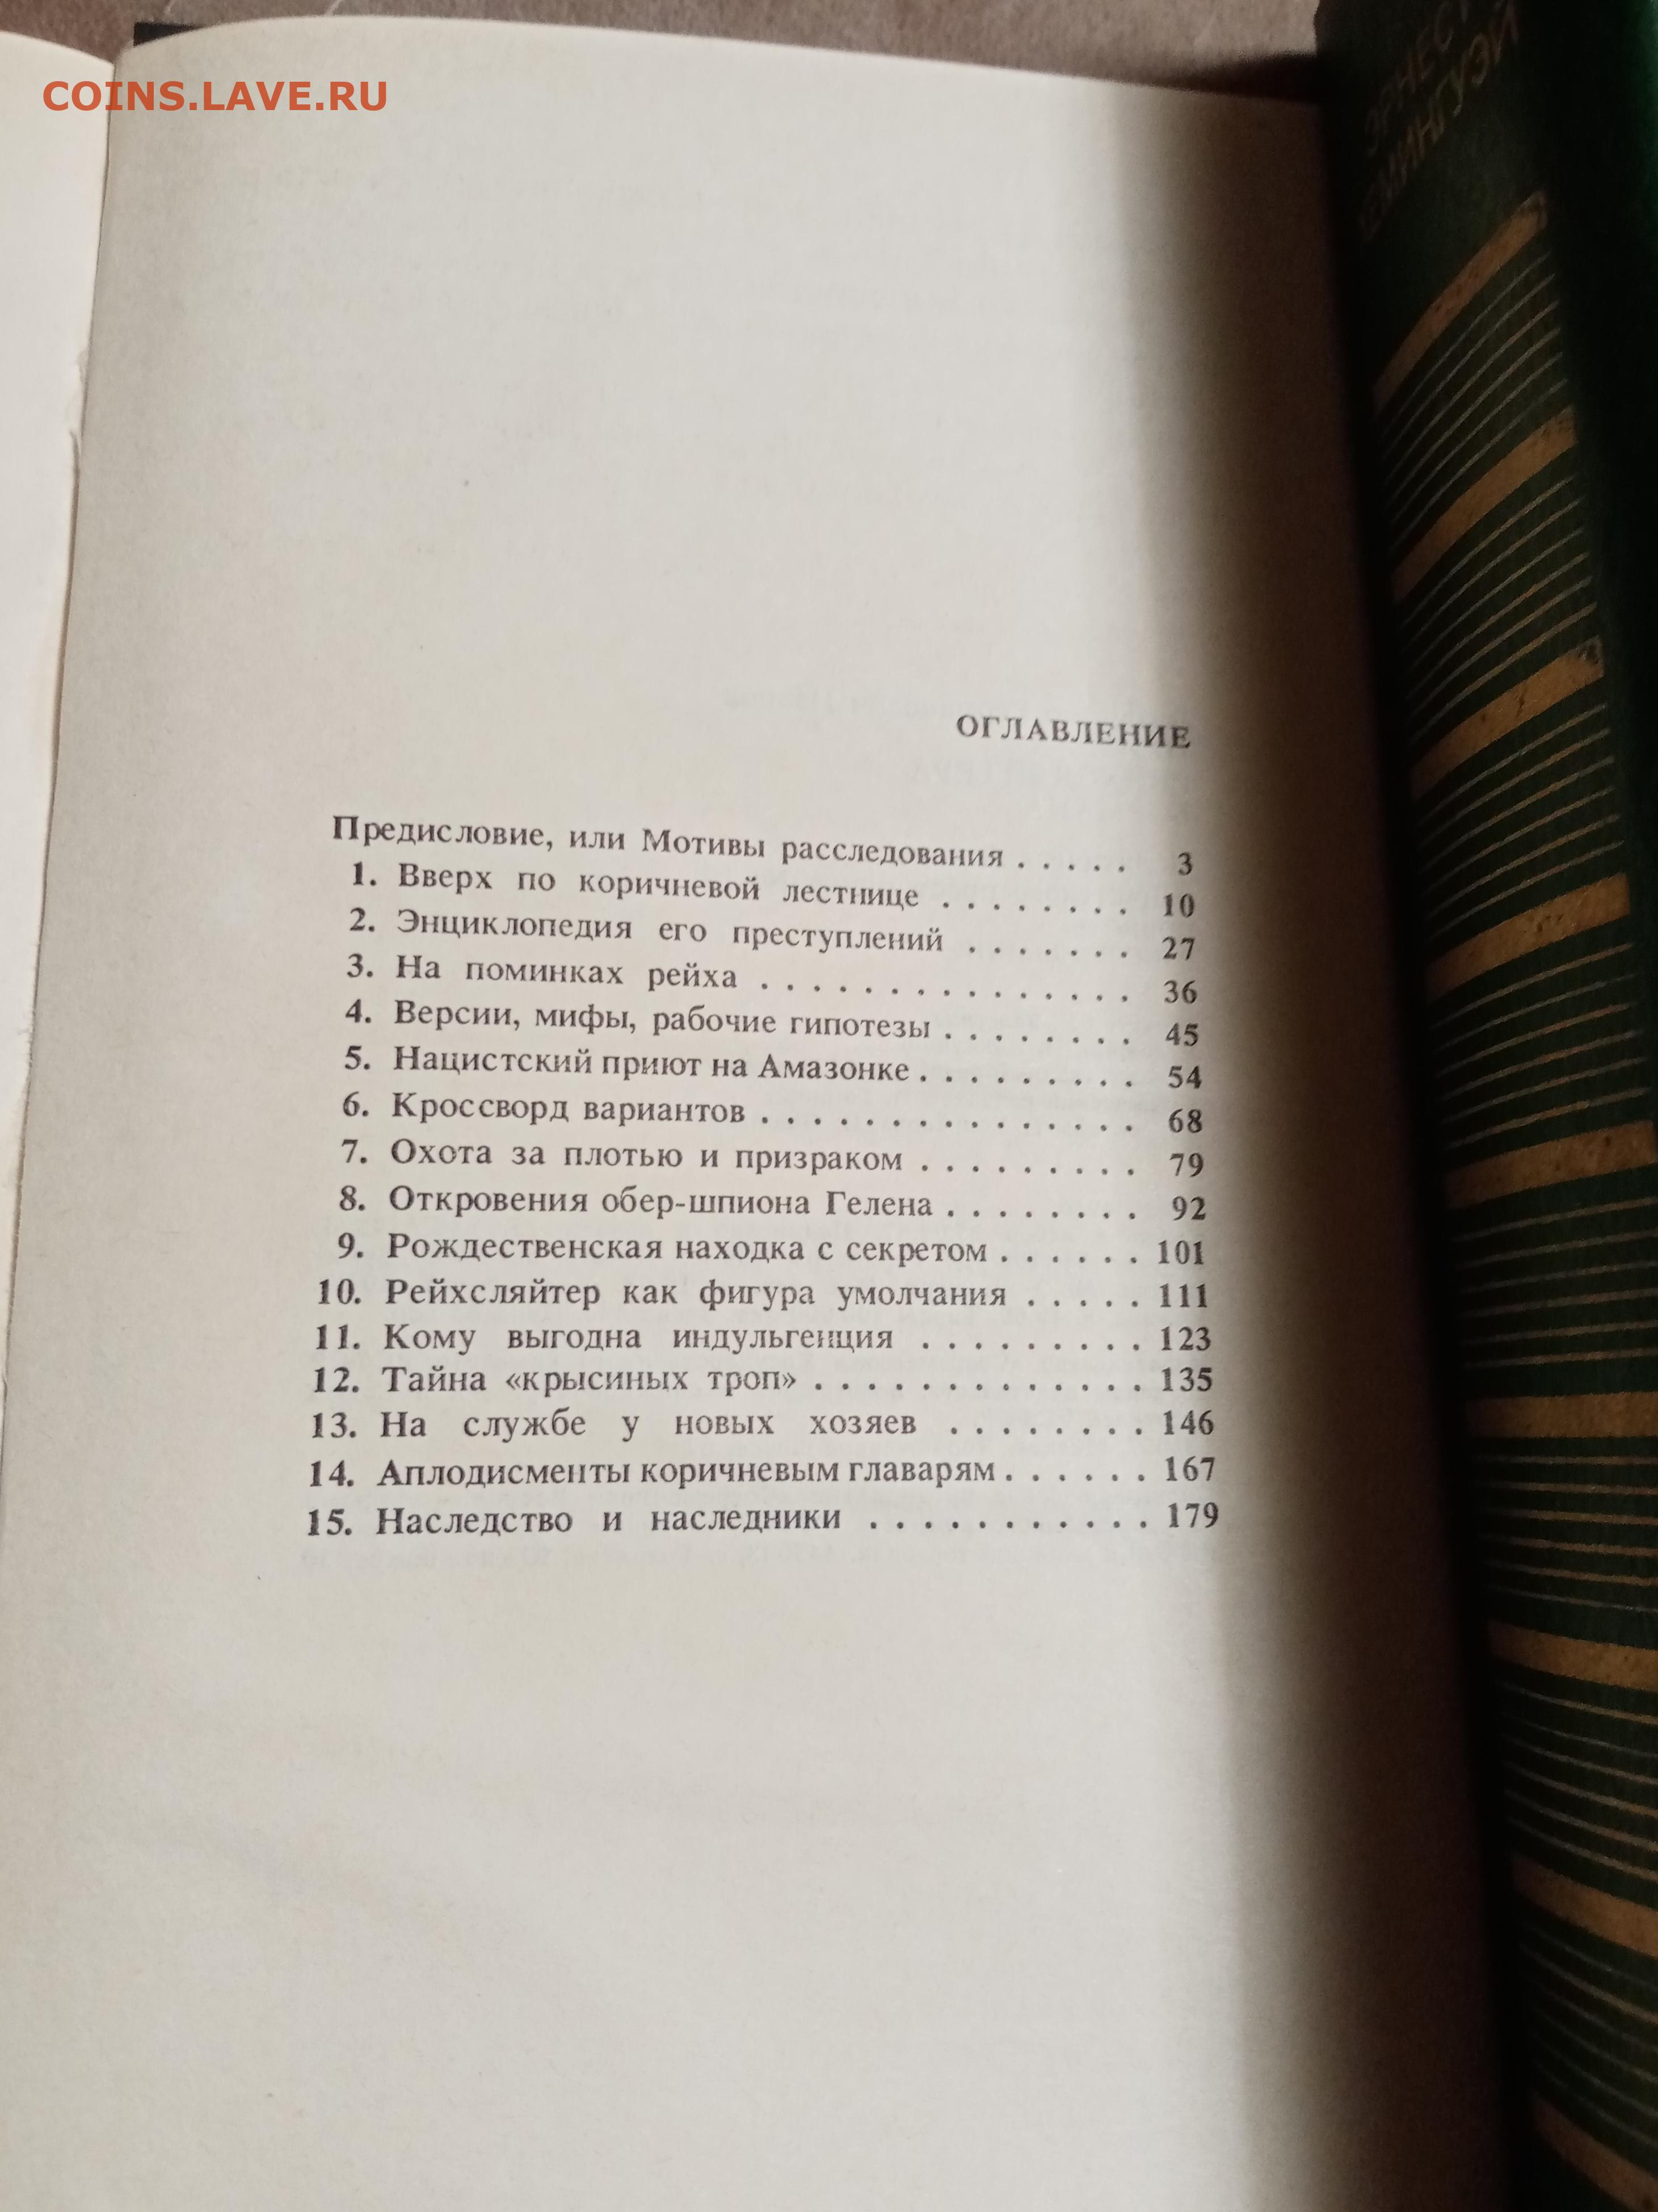 COINS.LAVE.RU
ЭРНЕСТ
ХЕМИНГУЭЙ
ОГЛАВЛЕНИЕ
Предисловие, или Мотивы расследования . . . . . 3
1. Вверх по коричневой лестнице . . . . . . . . 10
2. Энциклопедия его преступлений . . . . . . . 27
3. На поминках рейха . . . . . . . . . . . . . . . 36
4. Версии, мифы, рабочие гипотезы . . . . . . . . 45
5. Нацистский приют на Амазонке . . . . . . . . . 54
6. Кроссворд вариантов . . . . . . . . . . . . . . . 68
7. Охота за плотью и призраком . . . . . . . . . 79
8. Откровения обер-шпиона Гелена . . . . . . . . 92
9. Рождественская находка с секретом . . . . . . 101
10. Рейхсляйтер как фигура умолчания . . . . . 111
11. Кому выгодна индульгенция . . . . . . . . . 123
12. Тайна «крысиных троп» . . . . . . . . . . . . . 135
13. На службе у новых хозяев . . . . . . . . 146
14. Аплодисменты коричневым главарям . . . . . . 167
15. Наследство и наследники . . . . . . . . . . . 179